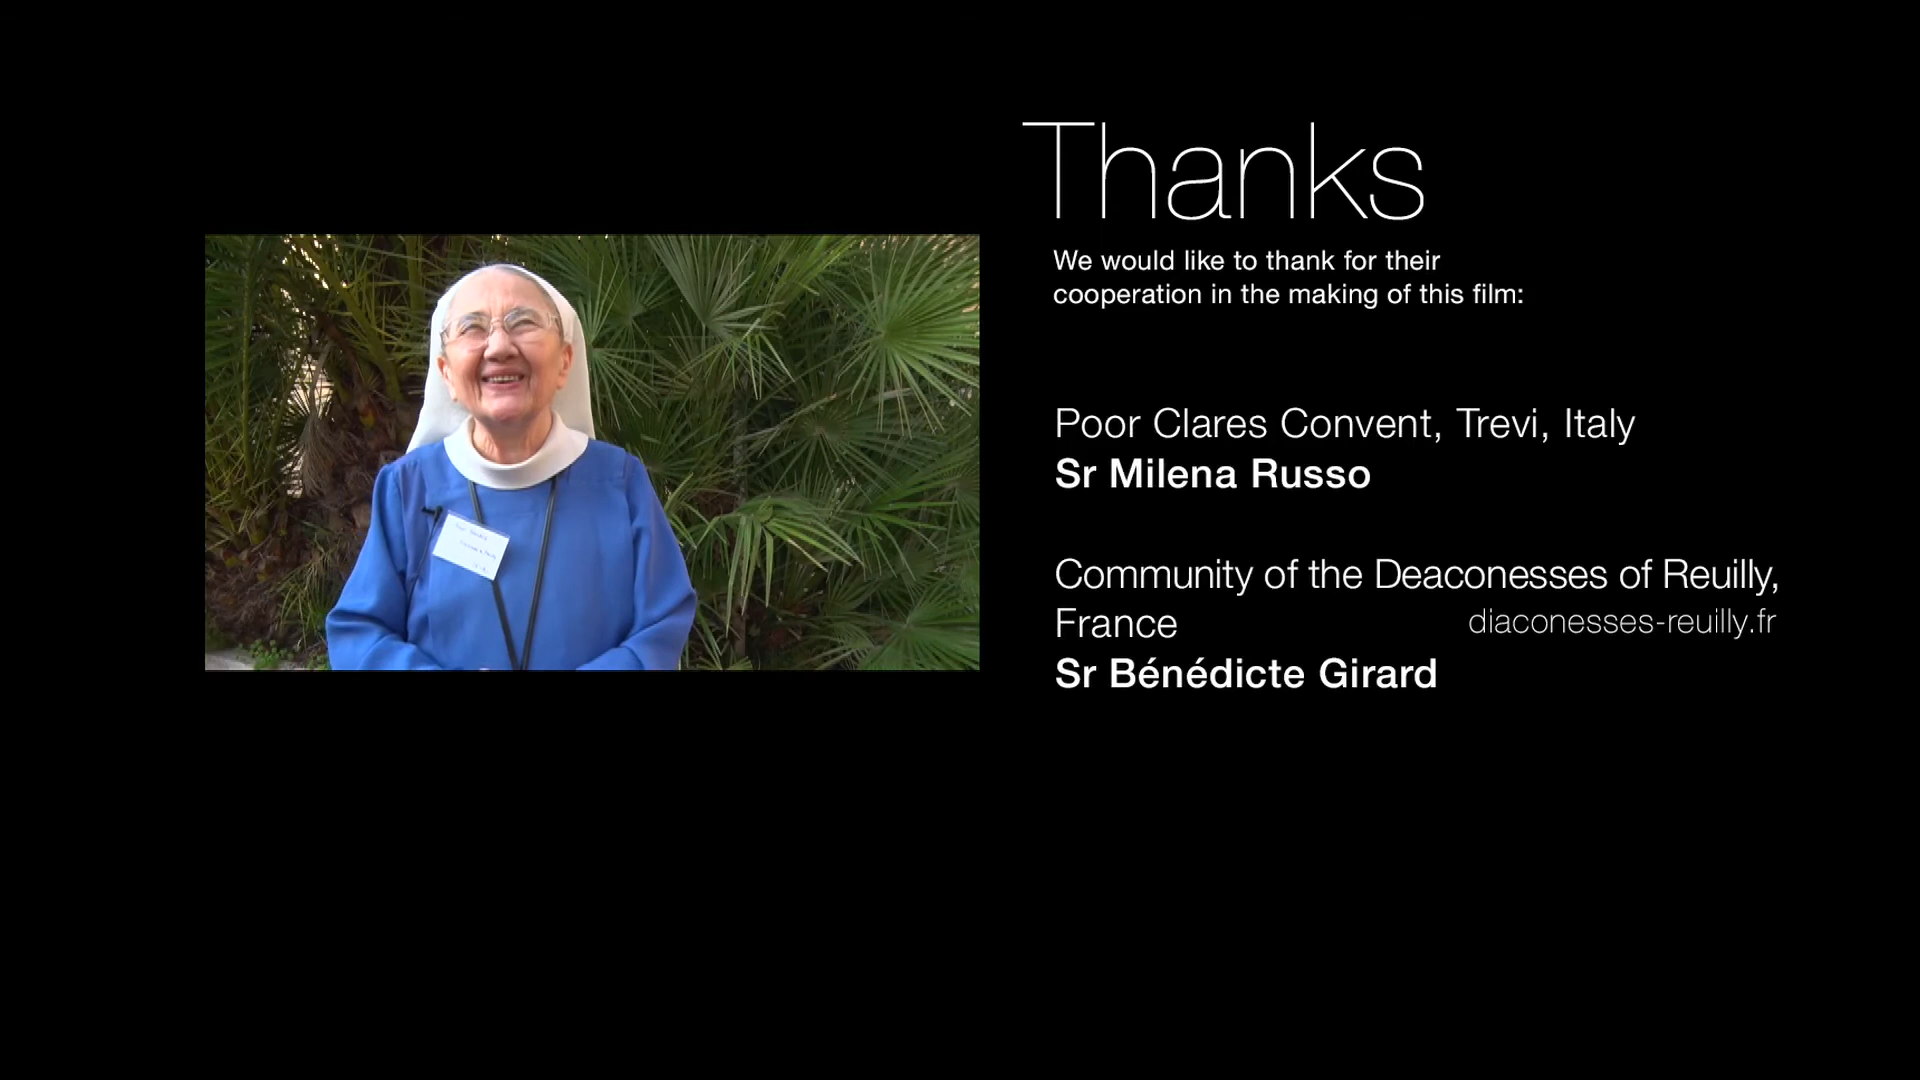 Thanks
We would like to thank for their
cooperation in the making of this film:
Poor Clares Convent, Trevi, Italy
Sr Milena Russo
Community of the Deaconesses of Reuilly,
France
diaconesses-reuilly.fr
Sr Bénédicte Girard